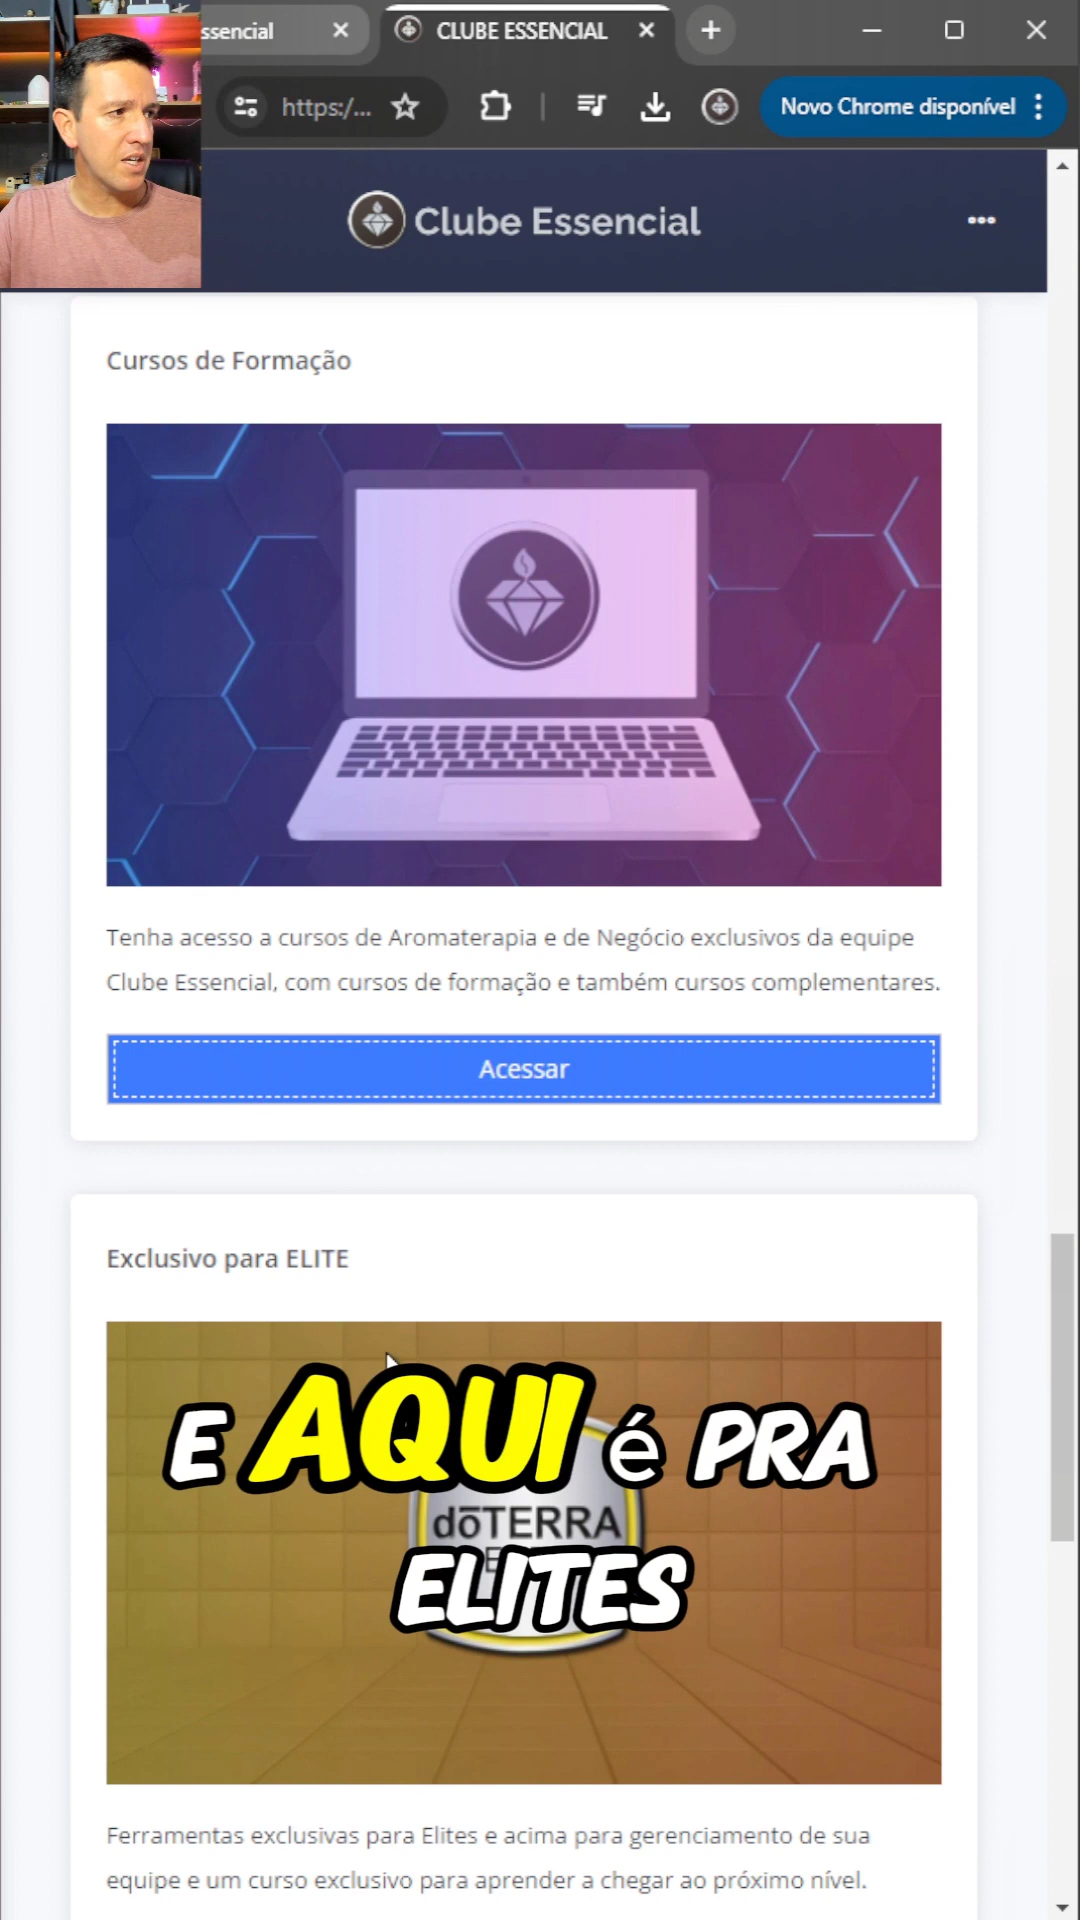 ssencial
CLUBE ESSENCIAL
https:/...
Novo Chrome disponível
Clube Essencial
Cursos de Formação
Tenha acesso a cursos de Aromaterapia e de Negócio exclusivos da equipe
Clube Essencial, com cursos de formação e também cursos complementares.
Acessar
Exclusivo para ELITE
E AQUI é PRA
dōTERRA
ELITES
Ferramentas exclusivas para Elites e acima para gerenciamento de sua
equipe e um curso exclusivo para aprender a chegar ao próximo nível.